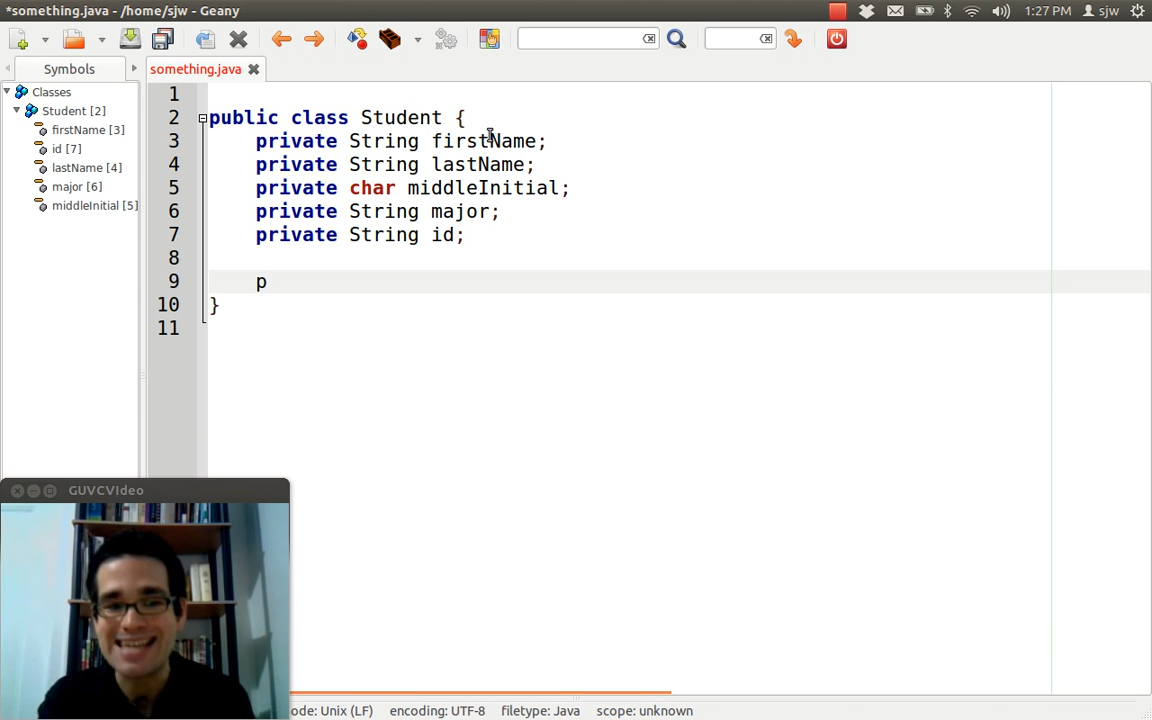 *something.java - /home/sjw - Geany
1:27 PM sjw
Symbols
something.java
Classes
Student [2]
firstName [3]
id [7]
lastName [4]
major [6]
middleInitial [5]
1
2 public class Student {
3 private String firstName;
4 private String lastName;
5 private char middleInitial;
6 private String major;
7 private String id;
8
9 p
10 }
11
GUVCVIdeo
ode: Unix (LF) encoding: UTF-8 filetype: Java scope: unknown